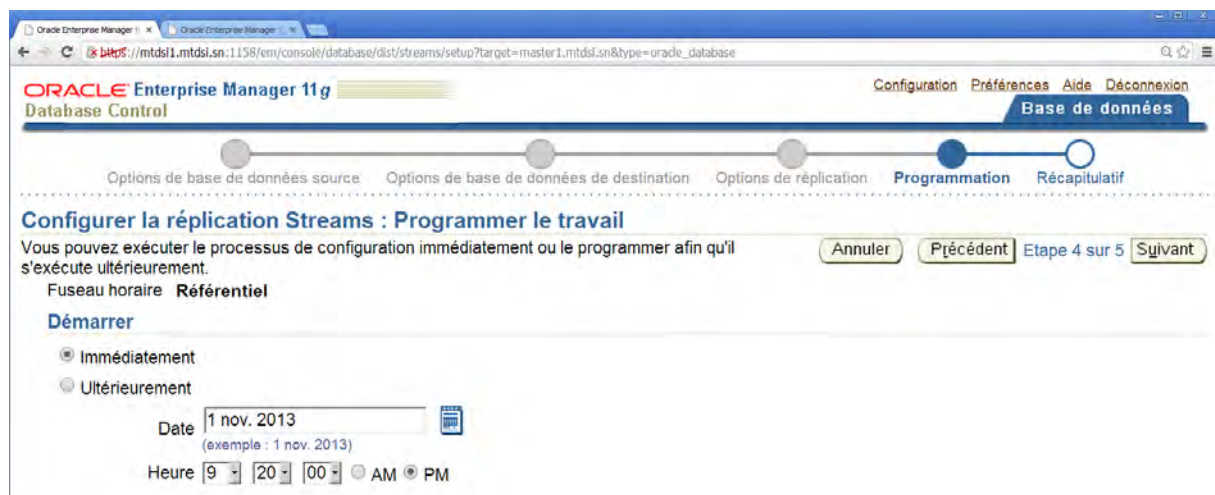 Oracle Enterprise Manager
Oracle Enterprise Manager
https://mtdsl1.mtdsl.sn:1158/em/console/database/dist/streams/setup?target=master1.mtdsl.sn&type=oracle_database
ORACLE Enterprise Manager 11g
Database Control
Configuration Préférences Aide Déconnexion
Base de données
Options de base de données source Options de base de données de destination Options de réplication Programmation Récapitulatif
Configurer la réplication Streams : Programmer le travail
Vous pouvez exécuter le processus de configuration immédiatement ou le programmer afin qu'il
s'exécute ultérieurement.
Annuler Précédent Etape 4 sur 5 Suivant
Fuseau horaire Référentiel
Démarrer
Immédiatement
Ultérieurement
Date 1 nov. 2013
(exemple : 1 nov. 2013)
Heure 9 20 00 AM PM